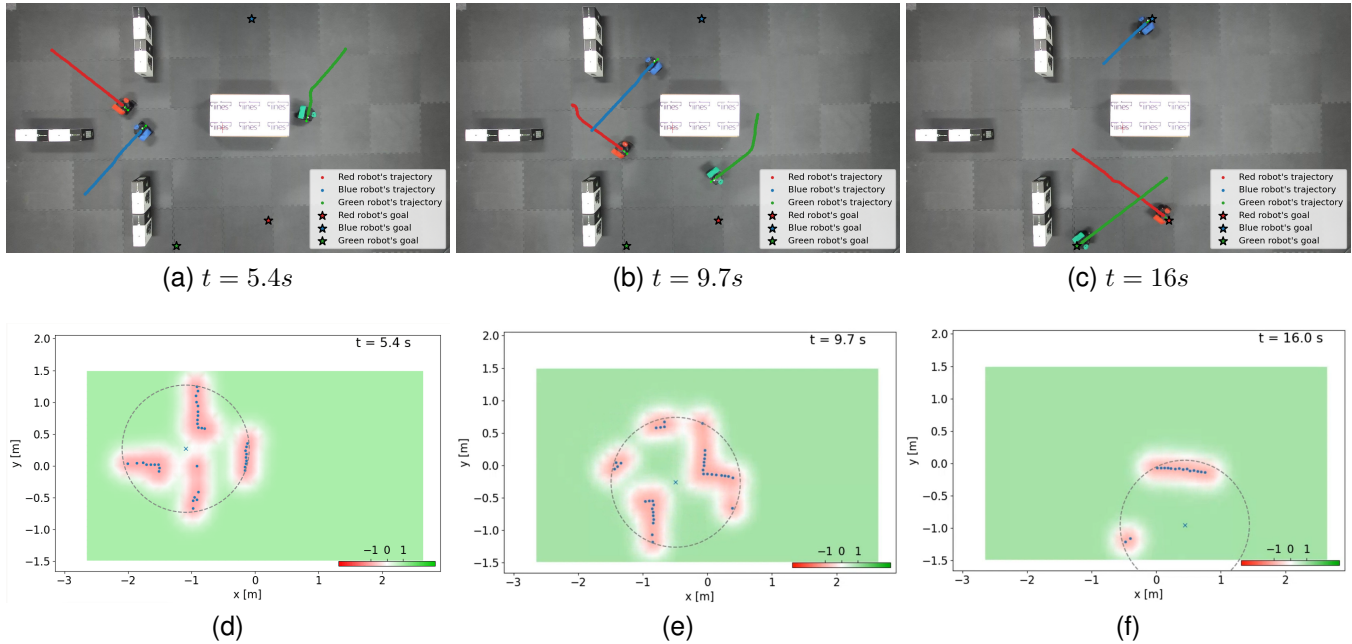 lines
Red robot's trajectory
Blue robot's trajectory
Green robot's trajectory
Red robot's goal
Blue robot's goal
Green robot's goal
lines
Red robot's trajectory
Blue robot's trajectory
Green robot's trajectory
Red robot's goal
Blue robot's goal
Green robot's goal
lines
Red robot's trajectory
Blue robot's trajectory
Green robot's trajectory
Red robot's goal
Blue robot's goal
Green robot's goal
(a) t = 5.4s
(b) t = 9.7s
(c) t = 16s
t = 5.4 s
2.0
1.5
1.0
0.5
0.0
−0.5
−1.0
−1.5
y [m]
−1 0 1
−3 −2 −1 0 1 2
x [m]
t = 9.7 s
2.0
1.5
1.0
0.5
0.0
−0.5
−1.0
−1.5
y [m]
−1 0 1
−3 −2 −1 0 1 2
x [m]
t = 16.0 s
2.0
1.5
1.0
0.5
0.0
−0.5
−1.0
−1.5
y [m]
−1 0 1
−3 −2 −1 0 1 2
x [m]
(d)
(e)
(f)